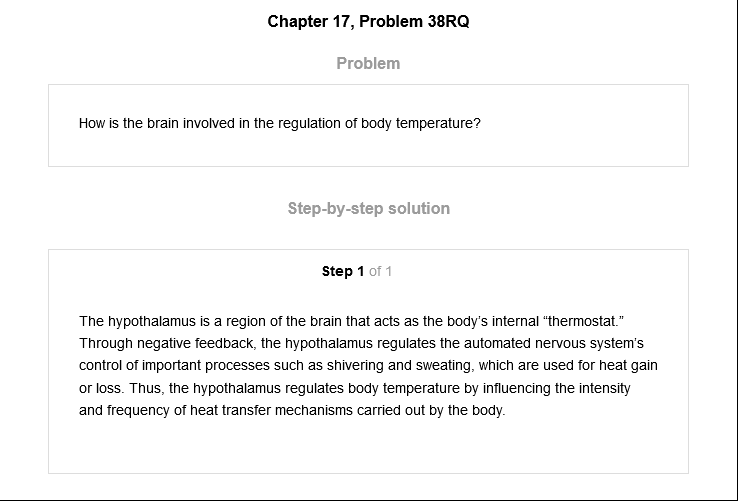 Chapter 17, Problem 38RQ
Problem
How is the brain involved in the regulation of body temperature?
Step-by-step solution
Step 1 of 1
The hypothalamus is a region of the brain that acts as the body’s internal “thermostat.”
Through negative feedback, the hypothalamus regulates the automated nervous system’s
control of important processes such as shivering and sweating, which are used for heat gain
or loss. Thus, the hypothalamus regulates body temperature by influencing the intensity
and frequency of heat transfer mechanisms carried out by the body.